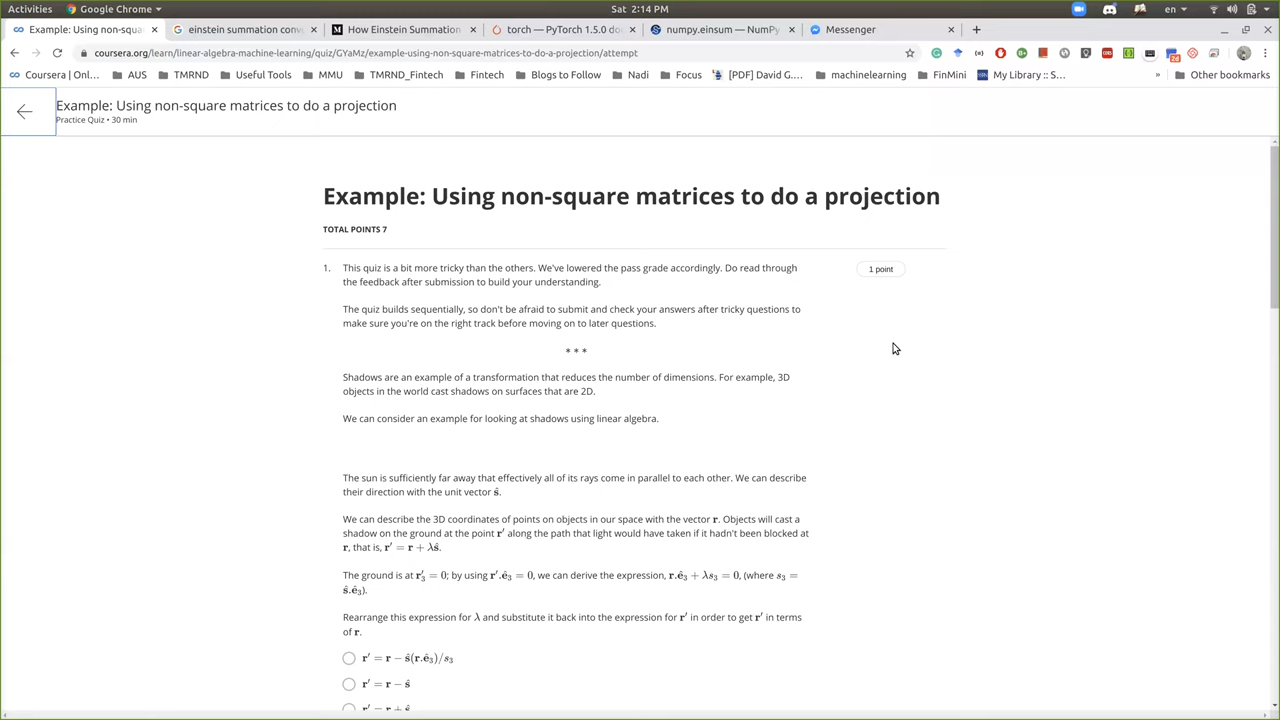 Activities Google Chrome Sat 2:14 PM en
Example: Using non-squa
einstein summation conv
How Einstein Summation
torch — PyTorch 1.5.0 do
numpy.einsum — NumPy
Messenger
coursera.org/learn/linear-algebra-machine-learning/quiz/GYaMz/example-using-non-square-matrices-to-do-a-projection/attempt
Coursera | Onl... AUS TMRND Useful Tools MMU TMRND_Fintech Fintech Blogs to Follow Nadi Focus [PDF] David G.... machinelearning FinMini My Library :: S... » Other bookmarks
Example: Using non-square matrices to do a projection
Practice Quiz • 30 min
Example: Using non-square matrices to do a projection
TOTAL POINTS 7
1. This quiz is a bit more tricky than the others. We've lowered the pass grade accordingly. Do read through
1 point
the feedback after submission to build your understanding.
The quiz builds sequentially, so don't be afraid to submit and check your answers after tricky questions to
make sure you're on the right track before moving on to later questions.
* * *
Shadows are an example of a transformation that reduces the number of dimensions. For example, 3D
objects in the world cast shadows on surfaces that are 2D.
We can consider an example for looking at shadows using linear algebra.
The sun is sufficiently far away that effectively all of its rays come in parallel to each other. We can describe
their direction with the unit vector ŝ.
We can describe the 3D coordinates of points on objects in our space with the vector r. Objects will cast a
shadow on the ground at the point r′ along the path that light would have taken if it hadn't been blocked at
r, that is, r′ = r + λŝ.
The ground is at r′₃ = 0; by using r′.ê₃ = 0, we can derive the expression, r.ê₃ + λs₃ = 0, (where s₃ =
ŝ.ê₃).
Rearrange this expression for λ and substitute it back into the expression for r′ in order to get r′ in terms
of r.
r′ = r − ŝ(r.ê₃)/s₃
r′ = r − ŝ
r′ = r + ŝ